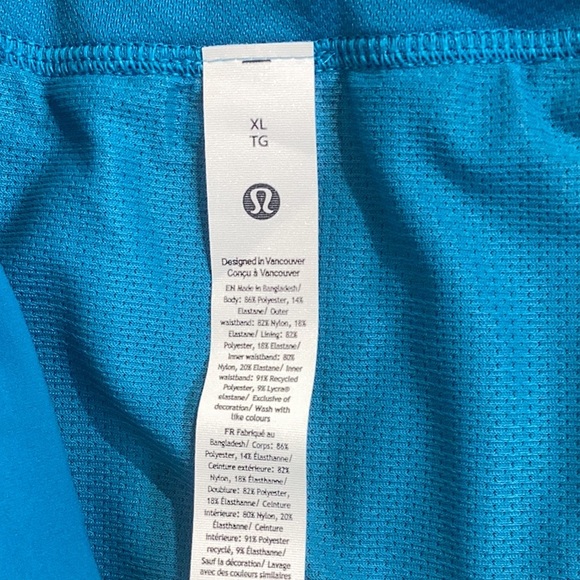 XL
TG
Designed in Vancouver
Conçu à Vancouver
EN Made in Bangladesh/
Body: 86% Polyester, 14%
Elastane/ Outer
waistband: 82% Nylon, 18%
Elastane/ Lining: 82%
Polyester, 18% Elastane/
Inner waistband: 80%
Nylon, 20% Elastane/ Inner
waistband: 91% Recycled
Polyester, 9% Lycra®
elastane/ Exclusive of
decoration/ Wash with
like colours
FR Fabriqué au
Bangladesh/ Corps: 86%
Polyester, 14% Élasthanne/
Ceinture extérieure: 82%
Nylon, 18% Élasthanne/
Doublure: 82% Polyester,
18% Élasthanne/ Ceinture
intérieure: 80% Nylon, 20%
Élasthanne/ Ceinture
intérieure: 91% Polyester
recyclé, 9% Élasthanne/
Sauf la décoration/ Lavage
avec des couleurs similaires